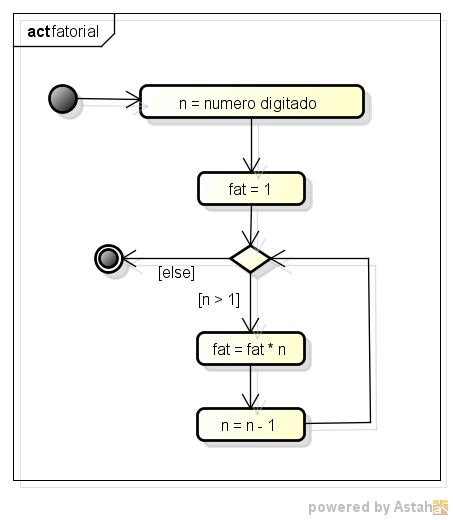 act fatorial
n = numero digitado
fat = 1
[else]
[n > 1]
fat = fat * n
n = n - 1
powered by Astah